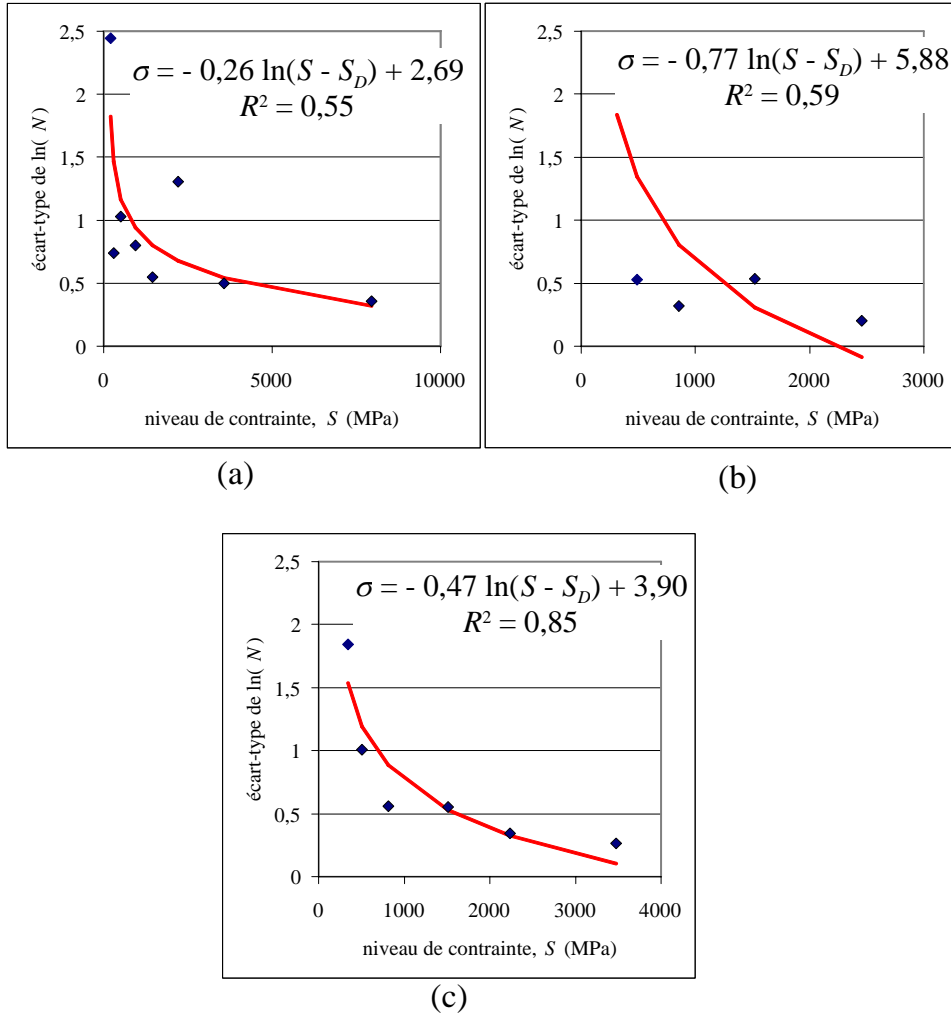 2,5
2
1,5
1
0,5
0
0 5000 10000
écart-type de ln( N )
niveau de contrainte, S (MPa)
σ = - 0,26 ln(S - S_D) + 2,69
R² = 0,55
(a)
2,5
2
1,5
1
0,5
0
0 1000 2000 3000
écart-type de ln( N )
niveau de contrainte, S (MPa)
σ = - 0,77 ln(S - S_D) + 5,88
R² = 0,59
(b)
2,5
2
1,5
1
0,5
0
0 1000 2000 3000 4000
écart-type de ln( N )
niveau de contrainte, S (MPa)
σ = - 0,47 ln(S - S_D) + 3,90
R² = 0,85
(c)